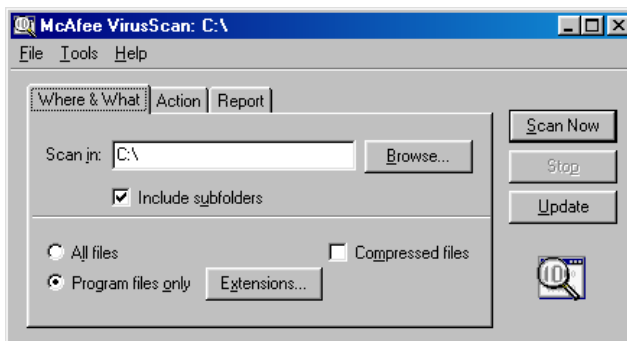 McAfee VirusScan: C:\
File Tools Help
Where & What Action Report
Scan in: C:\ Browse...
Include subfolders
All files
Compressed files
Program files only Extensions...
Scan Now
Stop
Update